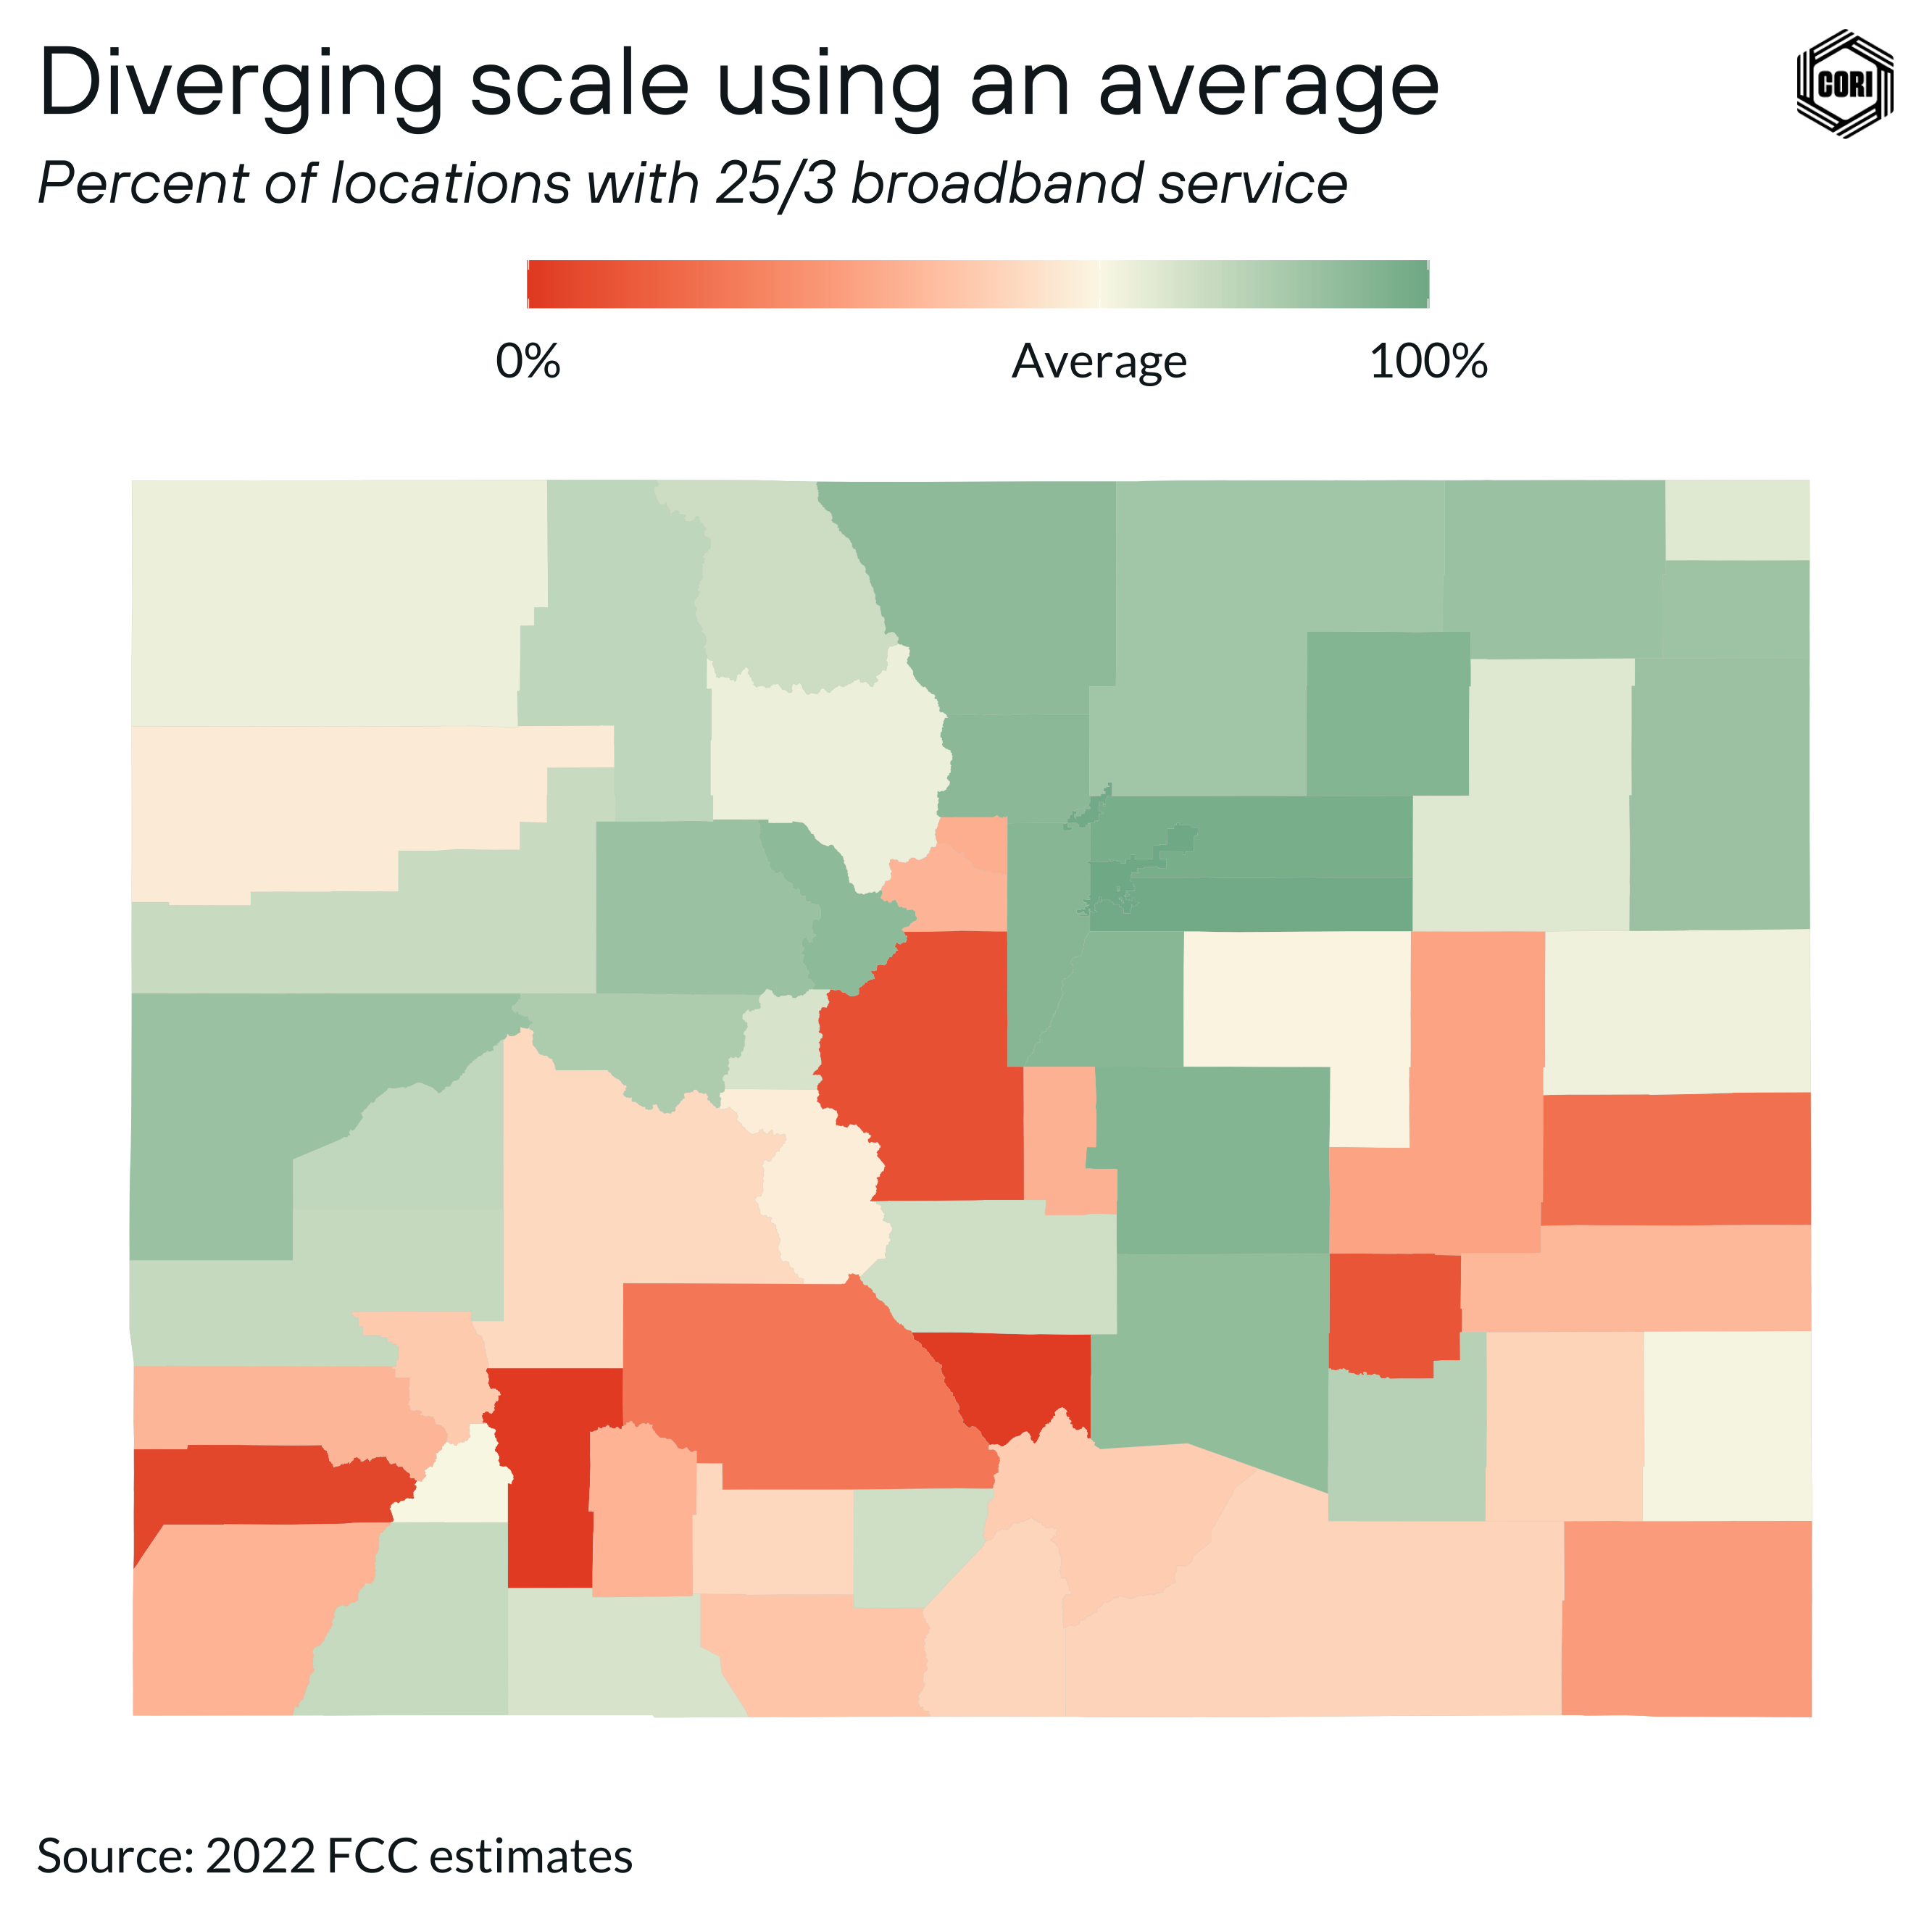 Diverging scale using an average
CORI
Percent of locations with 25/3 broadband service
0% Average 100%
Source: 2022 FCC estimates